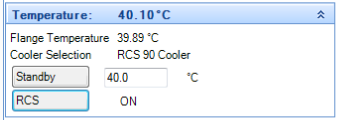 Temperature: 40.10°C
Flange Temperature 39.89 °C
Cooler Selection RCS 90 Cooler
Standby 40.0 °C
RCS ON